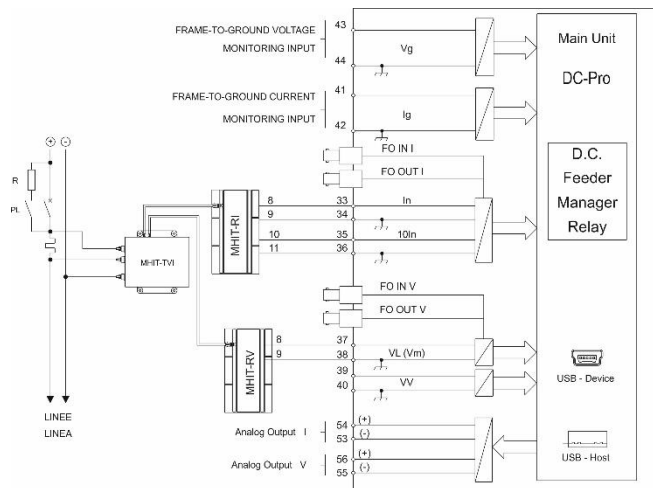 FRAME-TO-GROUND VOLTAGE
MONITORING INPUT
43
44
Vg
FRAME-TO-GROUND CURRENT
MONITORING INPUT
41
42
Ig
Main Unit
DC-Pro
D.C.
Feeder
Manager
Relay
FO IN I
FO OUT I
+
-
R
PL
MHIT-TVI
MHIT-RI
8
9
10
11
33
34
35
36
In
10In
FO IN V
FO OUT V
MHIT-RV
8
9
37
38
39
40
VL (Vm)
VV
USB - Device
LINEE
LINEA
Analog Output I
54
53
(+)
(-)
Analog Output V
56
55
(+)
(-)
USB - Host